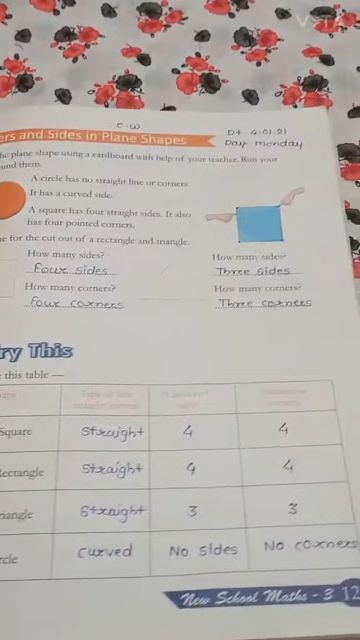 C.W
ers and Sides in Plane Shapes
Dt 4.01.21
Day monday
he plane shape using a cardboard with help of your teacher. Run your
ound them.
A circle has no straight line or corners.
It has a curved side.
A square has four straight sides. It also
has four pointed corners.
e for the cut out of a rectangle and triangle.
How many sides?
Four sides
How many corners?
Four corners
How many sides?
Three sides
How many corners?
Three corners
ry This
this table —
Square Straight 4 4
Rectangle Straight 4 4
riangle Straight 3 3
rcle Curved No sides No corners
New School Maths - 3 12